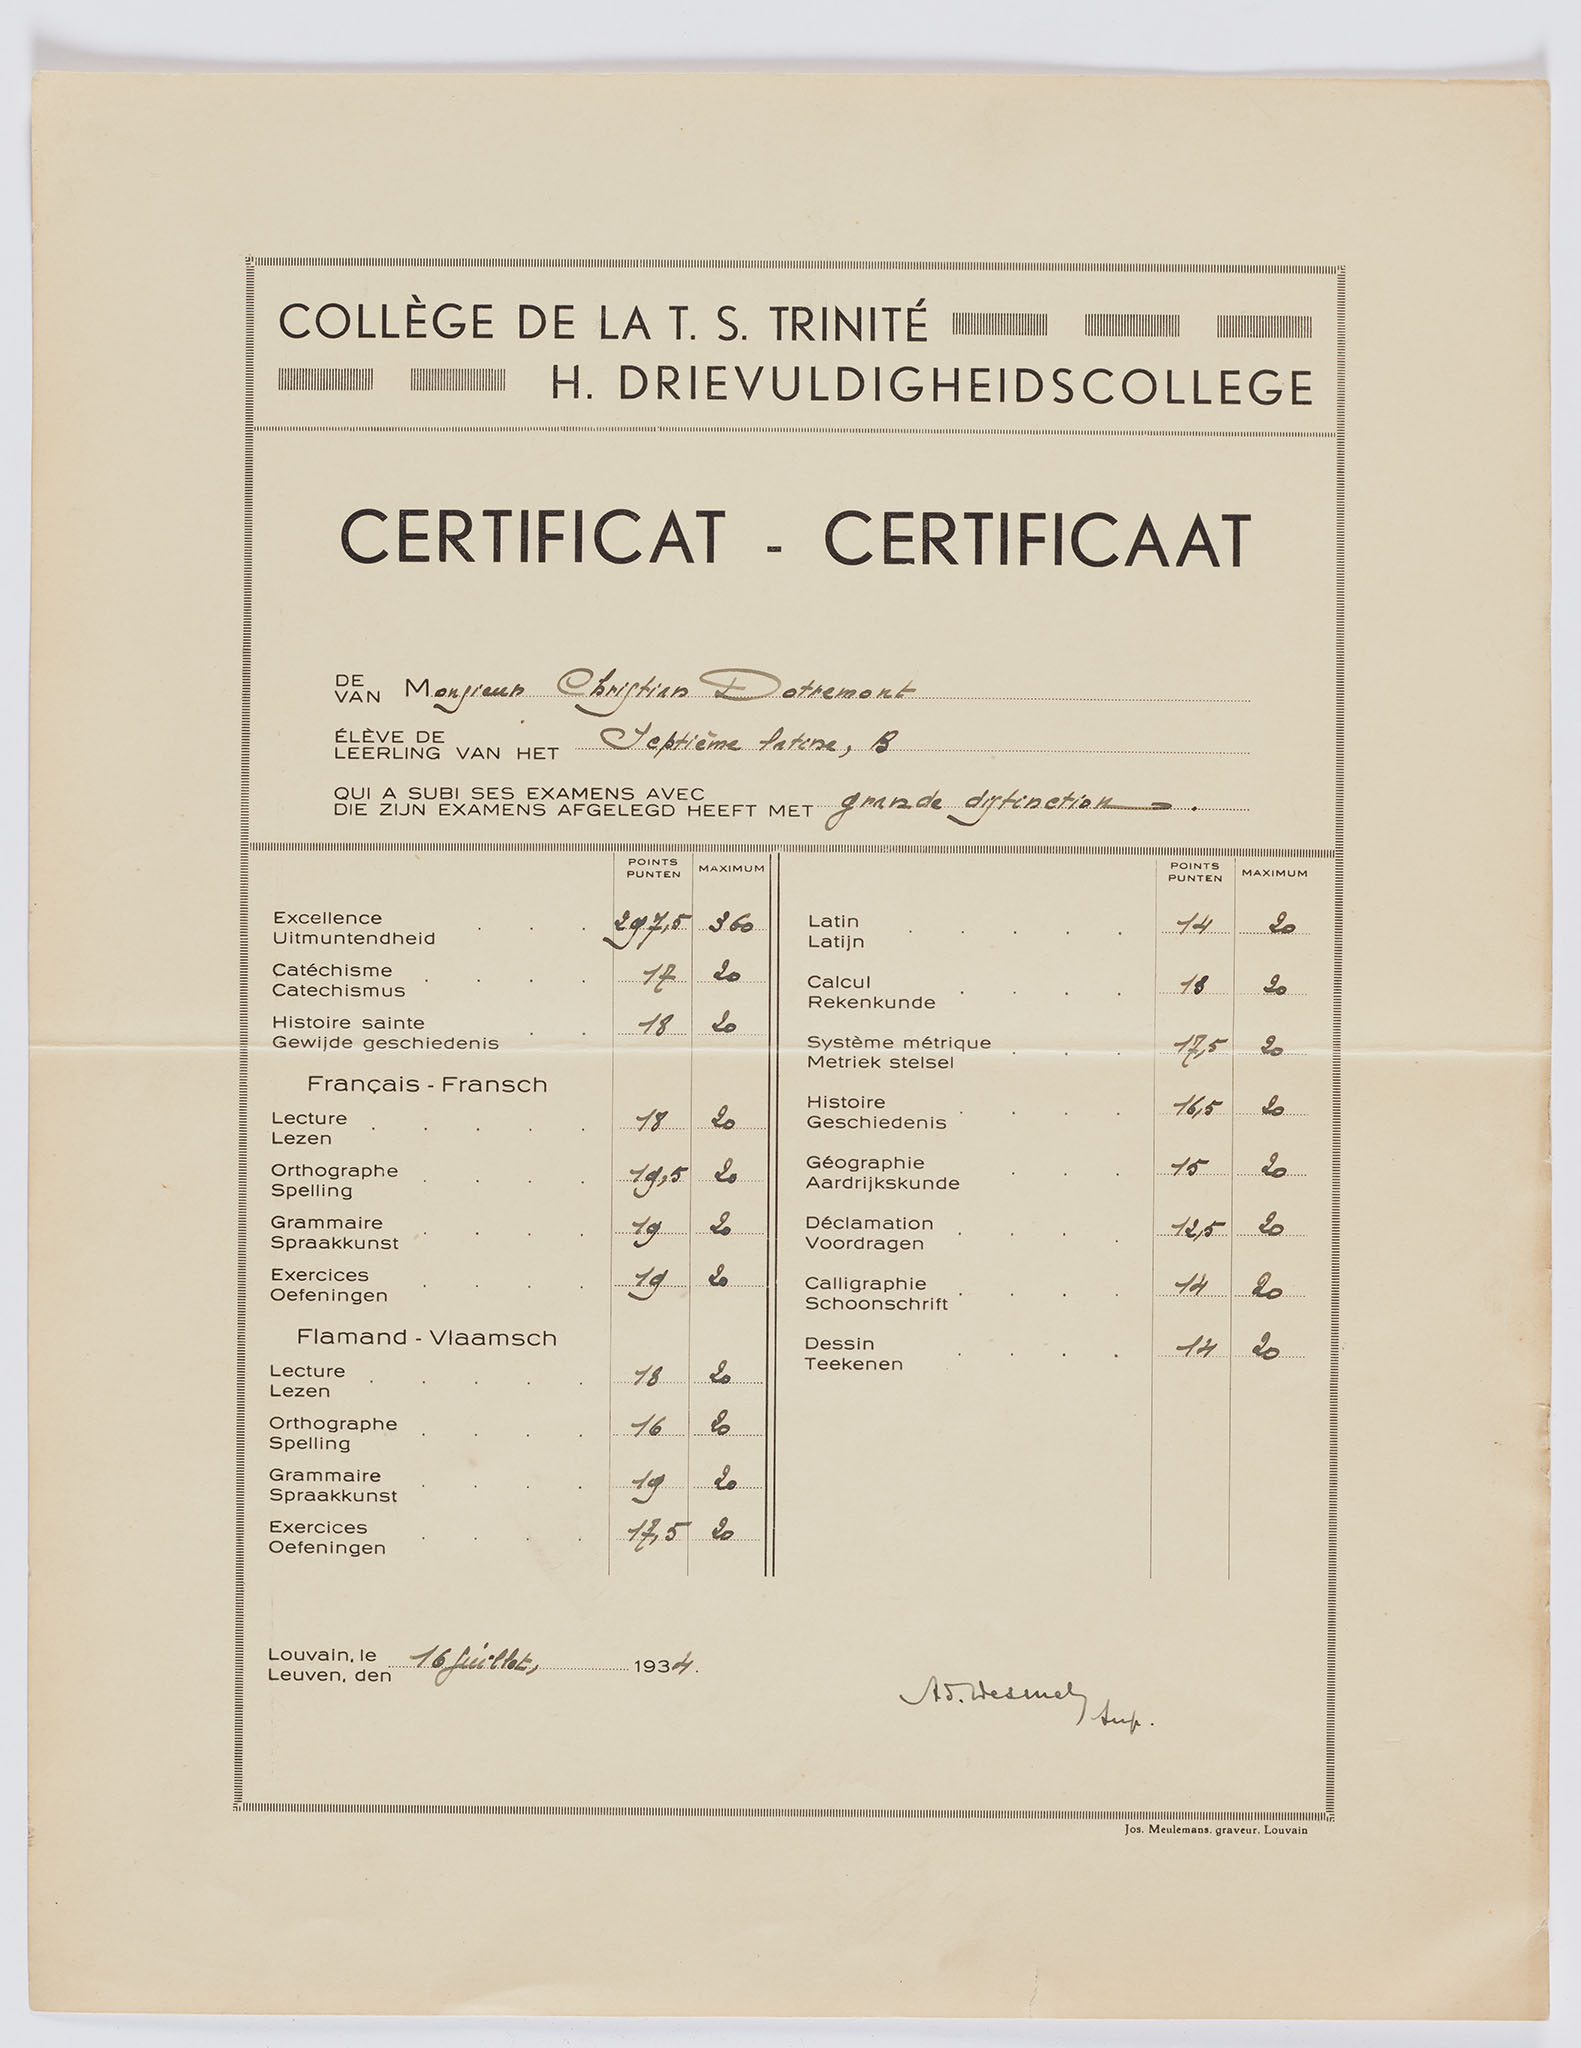 COLLÈGE DE LA T. S. TRINITÉ
H. DRIEVULDIGHEIDSCOLLEGE
CERTIFICAT - CERTIFICAAT
DE
VAN Monsieur Christian Dotremont
ÉLÈVE DE
LEERLING VAN HET Septième latine, B
QUI A SUBI SES EXAMENS AVEC
DIE ZIJN EXAMENS AFGELEGD HEEFT MET grande distinction.
POINTS MAXIMUM
PUNTEN
Excellence 297,5 360
Uitmuntendheid
Catéchisme 17 20
Catechismus
Histoire sainte 18 20
Gewijde geschiedenis
Français - Fransch
Lecture 18 20
Lezen
Orthographe 19,5 20
Spelling
Grammaire 19 20
Spraakkunst
Exercices 19 20
Oefeningen
Flamand - Vlaamsch
Lecture 18 20
Lezen
Orthographe 16 20
Spelling
Grammaire 19 20
Spraakkunst
Exercices 17,5 20
Oefeningen
POINTS MAXIMUM
PUNTEN
Latin 14 20
Latijn
Calcul 18 20
Rekenkunde
Système métrique 17,5 20
Metriek stelsel
Histoire 16,5 20
Geschiedenis
Géographie 15 20
Aardrijkskunde
Déclamation 12,5 20
Voordragen
Calligraphie 14 20
Schoonschrift
Dessin 14 20
Teekenen
Louvain, le
Leuven, den 16 juillet, 1934.
Sup.
Jos. Meulemans, graveur, Louvain